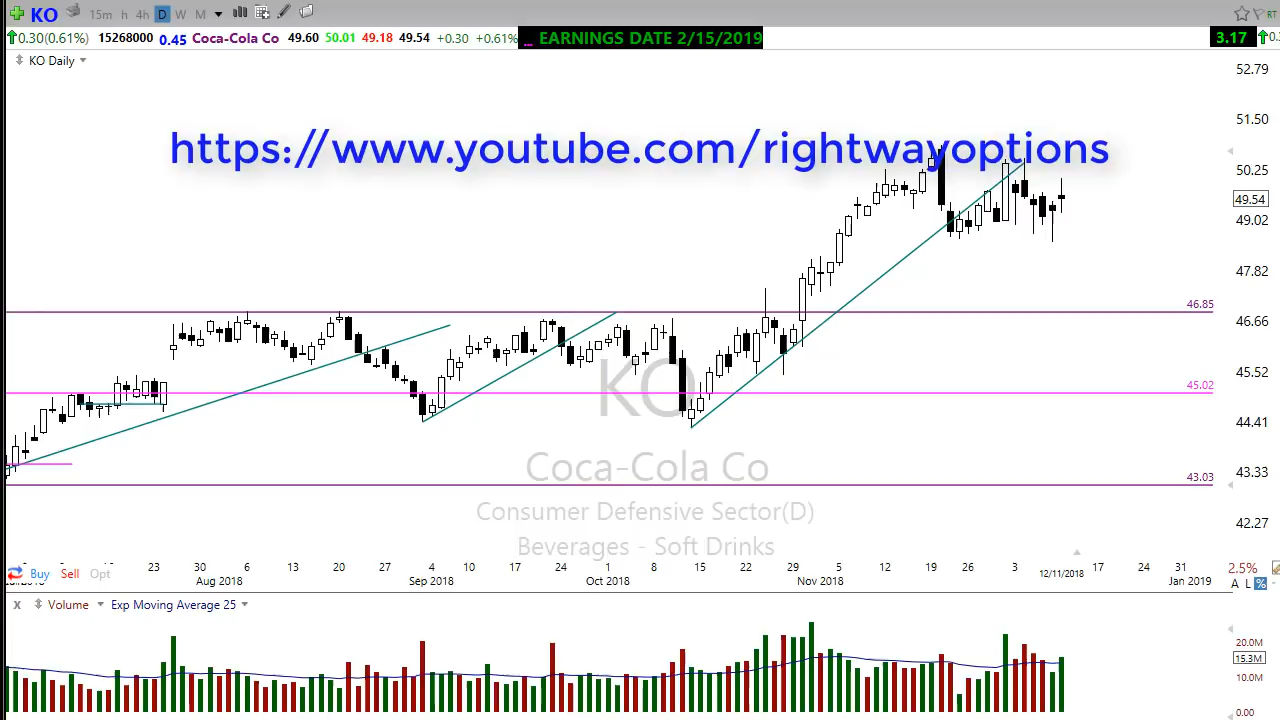 KO 15m h 4h D W M RT
0.30(0.61%) 15268000 0.45 Coca-Cola Co 49.60 50.01 49.18 49.54 +0.30 +0.61% EARNINGS DATE 2/15/2019 3.17
KO Daily
https://www.youtube.com/rightwayoptions
52.79
51.50
50.25
49.54
49.02
47.82
46.85
46.66
45.52
45.02
44.41
43.33
43.03
42.27
KO
Coca-Cola Co
Consumer Defensive Sector(D)
Beverages - Soft Drinks
23 30 6 13 20 27 4 10 17 24 1 8 15 22 29 5 12 19 26 3 12/11/2018 17 24 31 2.5%
Buy Sell Opt Aug 2018 Sep 2018 Oct 2018 Nov 2018 Jan 2019 A L %
x Volume Exp Moving Average 25
20.0M
15.3M
10.0M
0.00